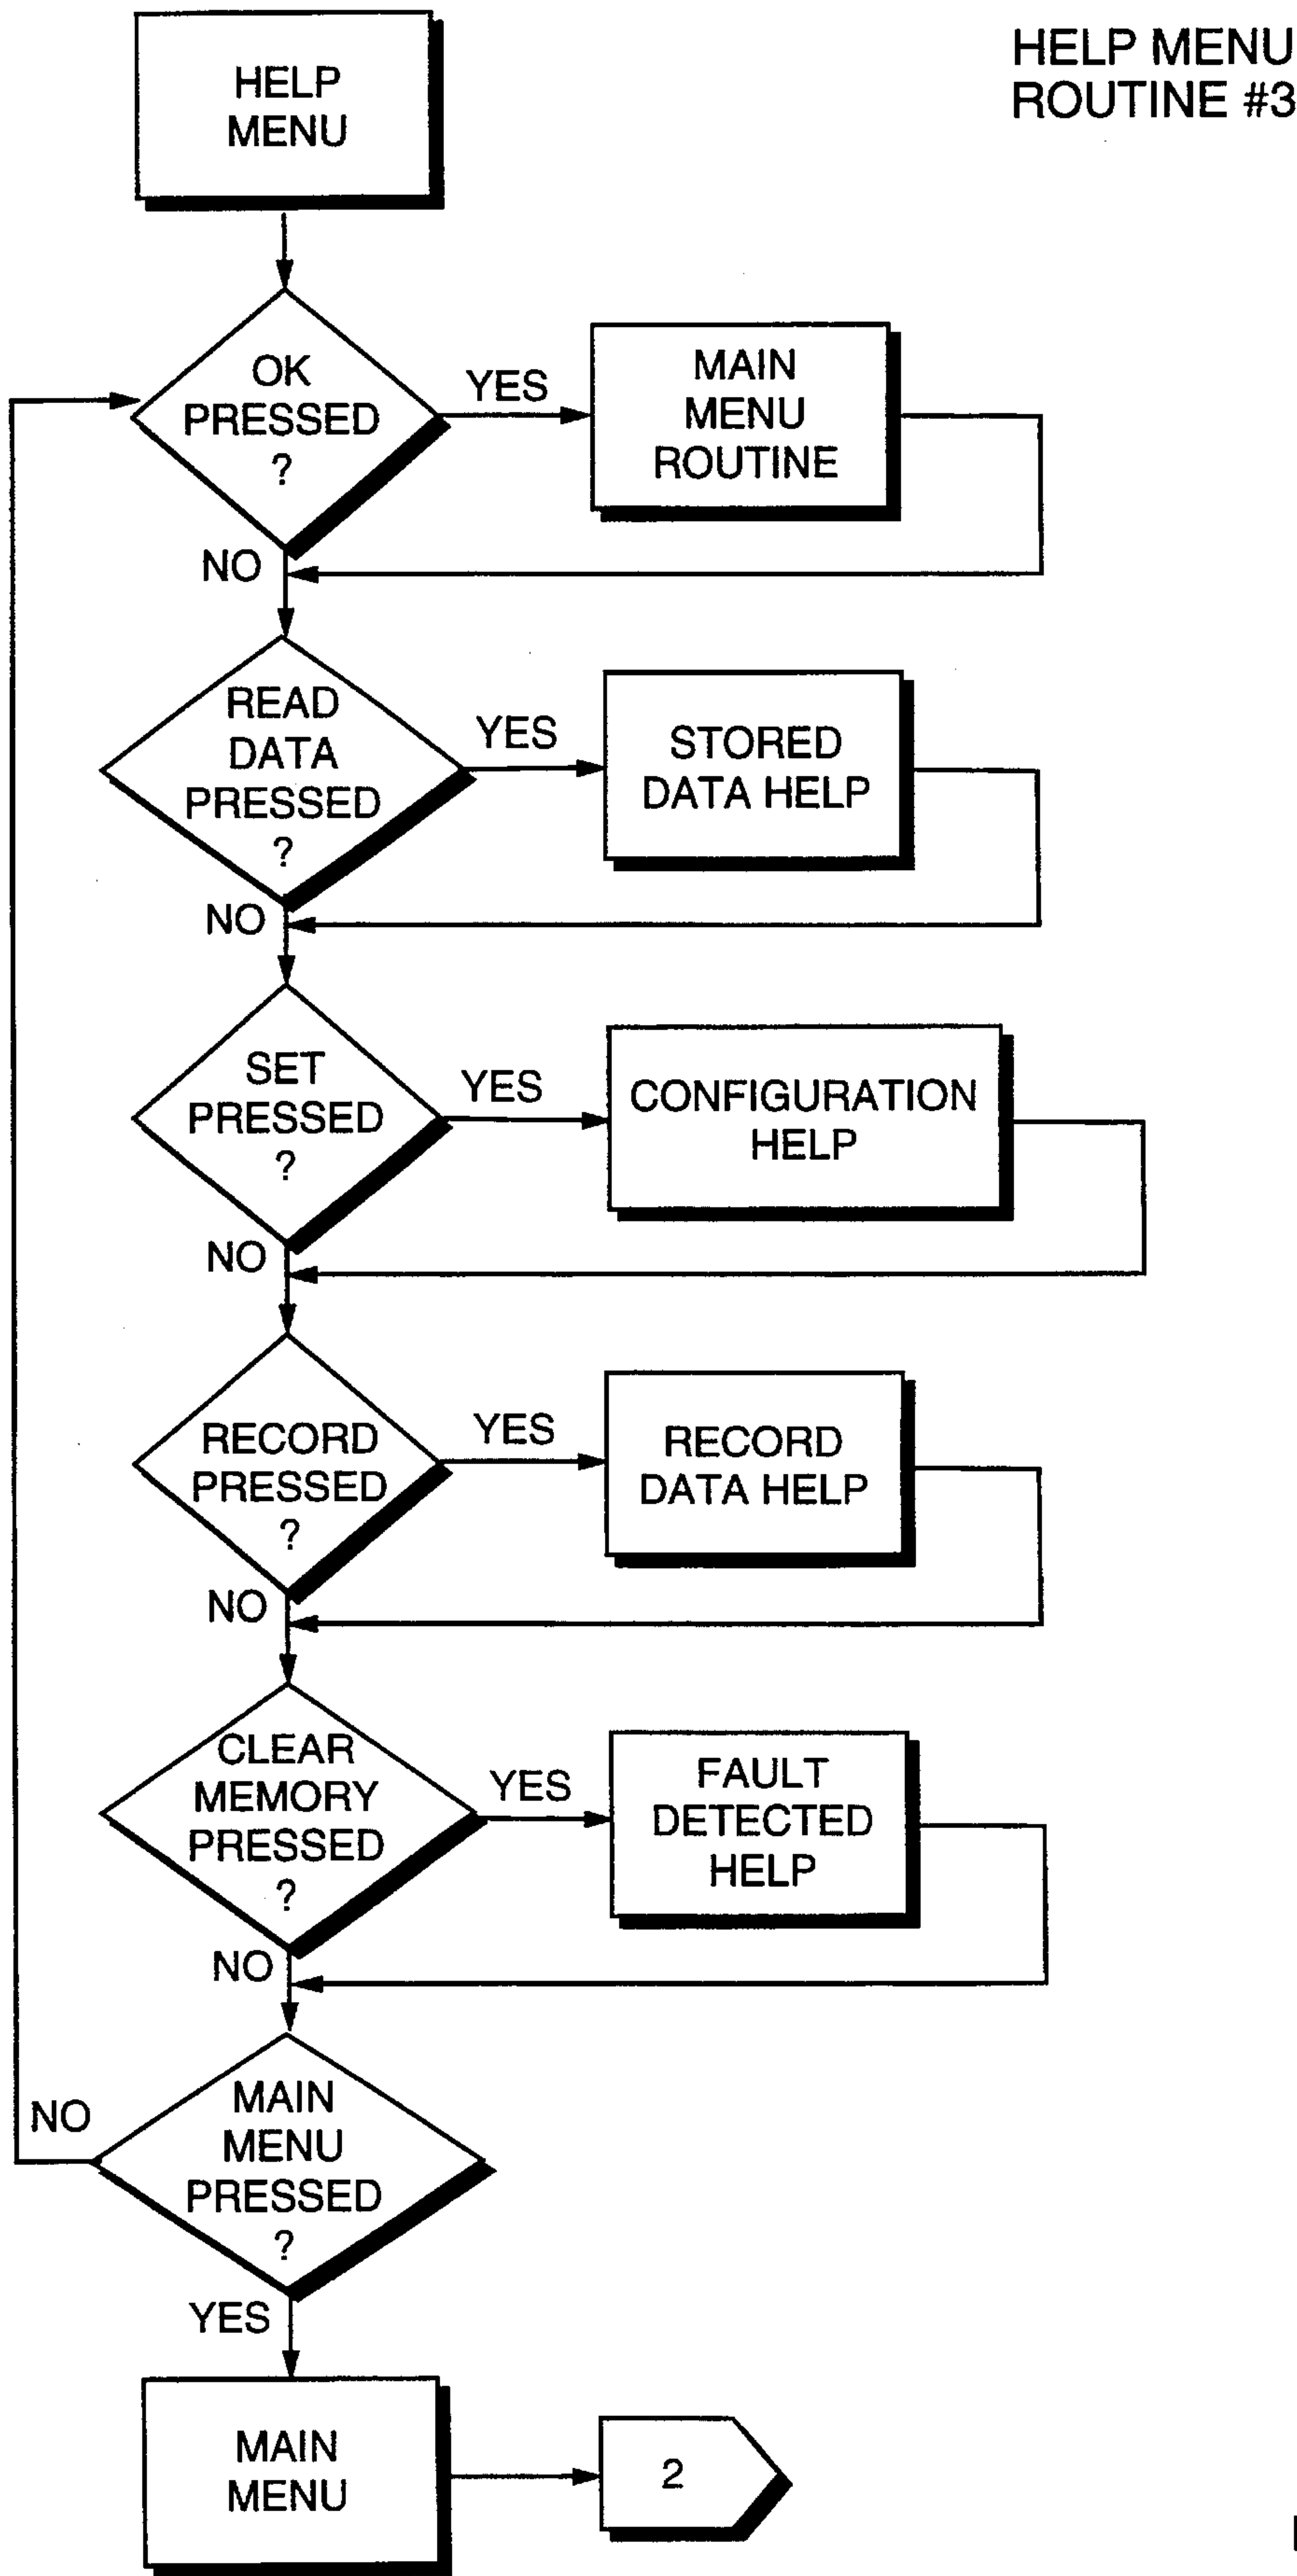 HELP MENU
ROUTINE #3
HELP
MENU
OK
PRESSED
?
YES
MAIN
MENU
ROUTINE
NO
READ
DATA
PRESSED
?
YES
STORED
DATA HELP
NO
SET
PRESSED
?
YES
CONFIGURATION
HELP
NO
RECORD
PRESSED
?
YES
RECORD
DATA HELP
NO
CLEAR
MEMORY
PRESSED
?
YES
FAULT
DETECTED
HELP
NO
MAIN
MENU
PRESSED
?
NO
YES
MAIN
MENU
2